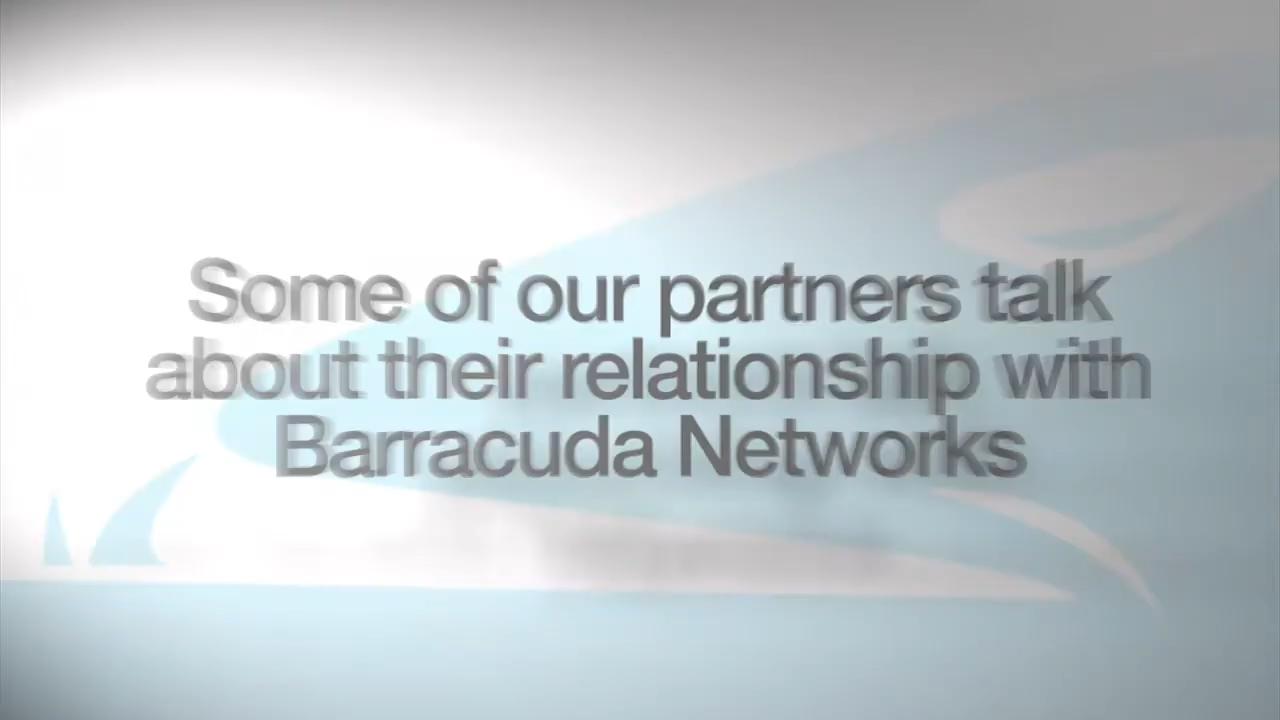 Some of our partners talk
about their relationship with
Barracuda Networks